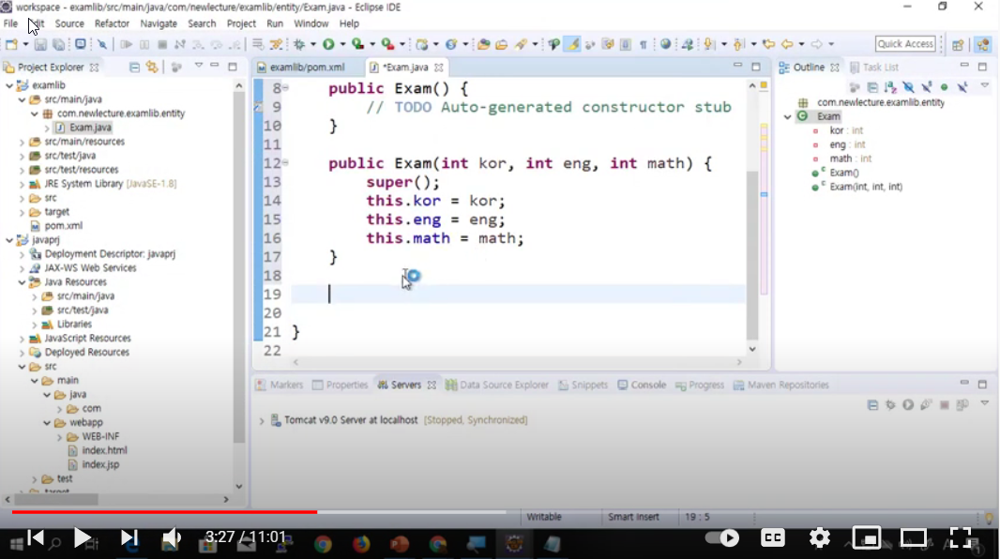 workspace - examlib/src/main/java/com/newlecture/examlib/entity/Exam.java - Eclipse IDE
File Edit Source Refactor Navigate Search Project Run Window Help
Quick Access
Project Explorer
examlib
src/main/java
com.newlecture.examlib.entity
Exam.java
src/main/resources
src/test/java
src/test/resources
JRE System Library [JavaSE-1.8]
src
target
pom.xml
javaprj
Deployment Descriptor: javaprj
JAX-WS Web Services
Java Resources
src/main/java
src/test/java
Libraries
JavaScript Resources
Deployed Resources
src
main
java
com
webapp
WEB-INF
index.html
index.jsp
test
target
examlib/pom.xml *Exam.java
8 public Exam() {
9 // TODO Auto-generated constructor stub
10 }
11
12 public Exam(int kor, int eng, int math) {
13 super();
14 this.kor = kor;
15 this.eng = eng;
16 this.math = math;
17 }
18
19
20
21 }
22
Outline Task List
com.newlecture.examlib.entity
Exam
kor : int
eng : int
math : int
Exam()
Exam(int, int, int)
Markers Properties Servers Data Source Explorer Snippets Console Progress Maven Repositories
Tomcat v9.0 Server at localhost [Stopped, Synchronized]
Writable Smart Insert 19 : 5
3:27 / 11:01
CC